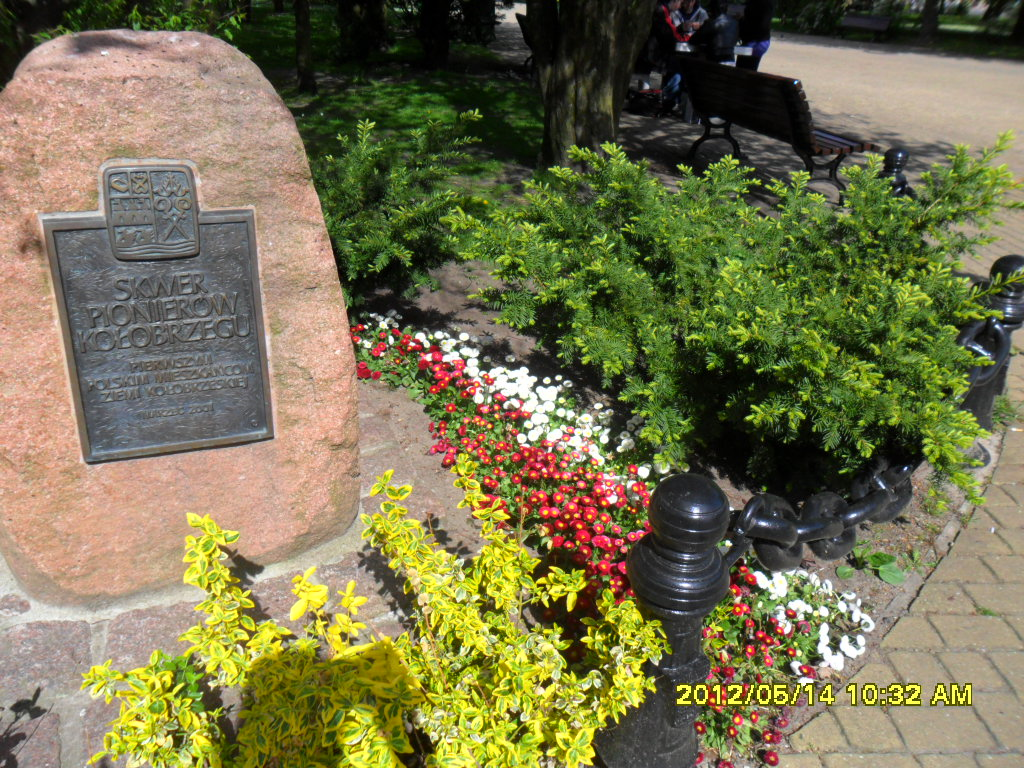 SKWER
PIONIERÓW
KOŁOBRZEGU
PIERWSZYM
POLSKIM MIESZKAŃCOM
ZIEMI KOŁOBRZESKIEJ
MARZEC 2001
2012/05/14 10:32 AM